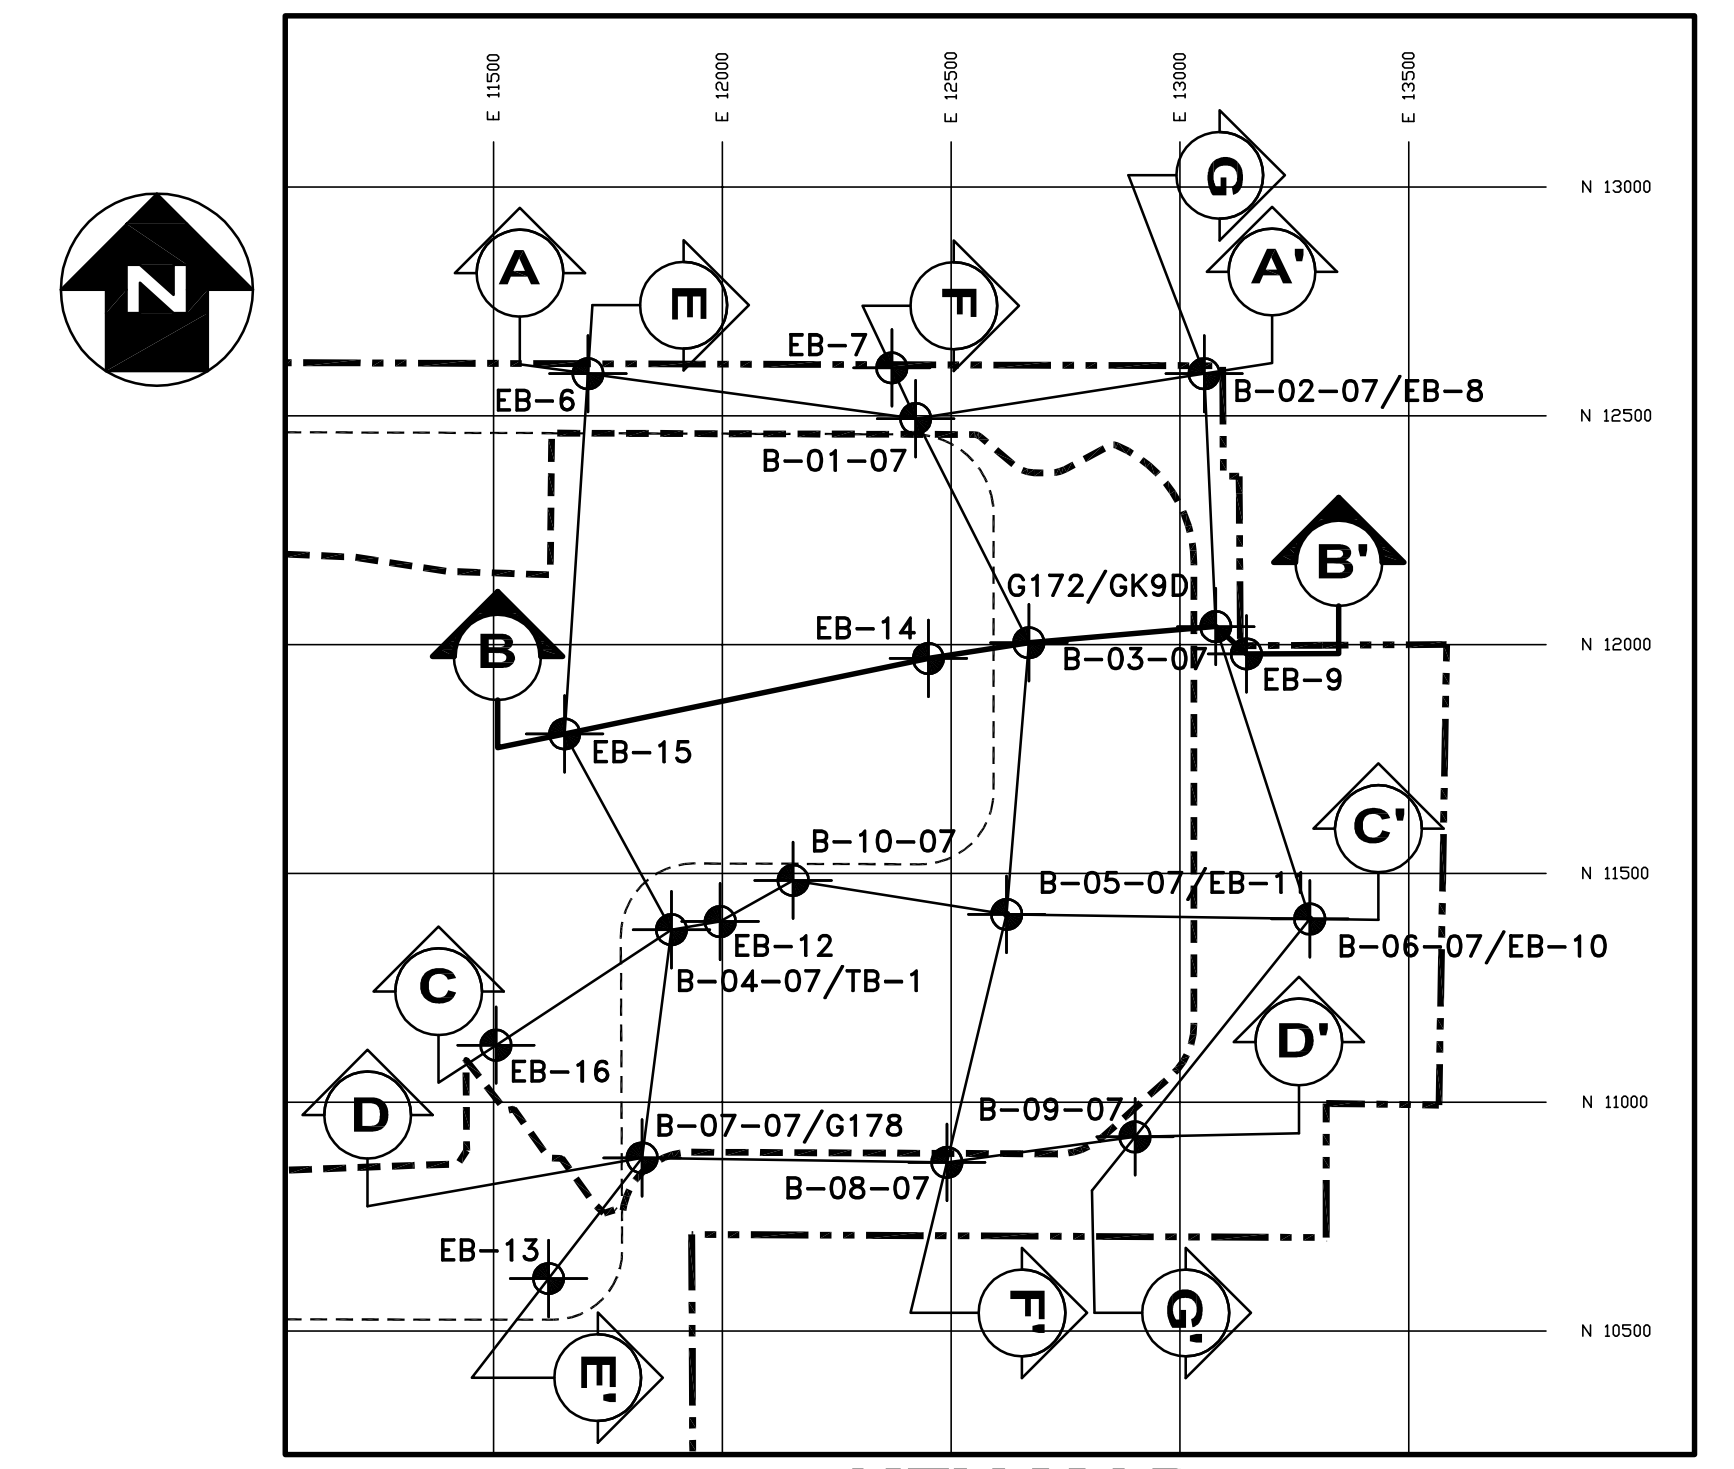 E 11500
E 12000
E 12500
E 13000
E 13500
G
N 13000
N
A
A'
E
F
EB-7
EB-6
B-02-07/EB-8
N 12500
B-01-07
B'
G172/GK9D
EB-14
B
N 12000
B-03-07
EB-9
EB-15
C'
B-10-07
B-05-07/EB-11
N 11500
EB-12
B-06-07/EB-10
B-04-07/TB-1
C
D'
EB-16
D
B-09-07
N 11000
B-07-07/G178
B-08-07
EB-13
F'
G'
N 10500
E'